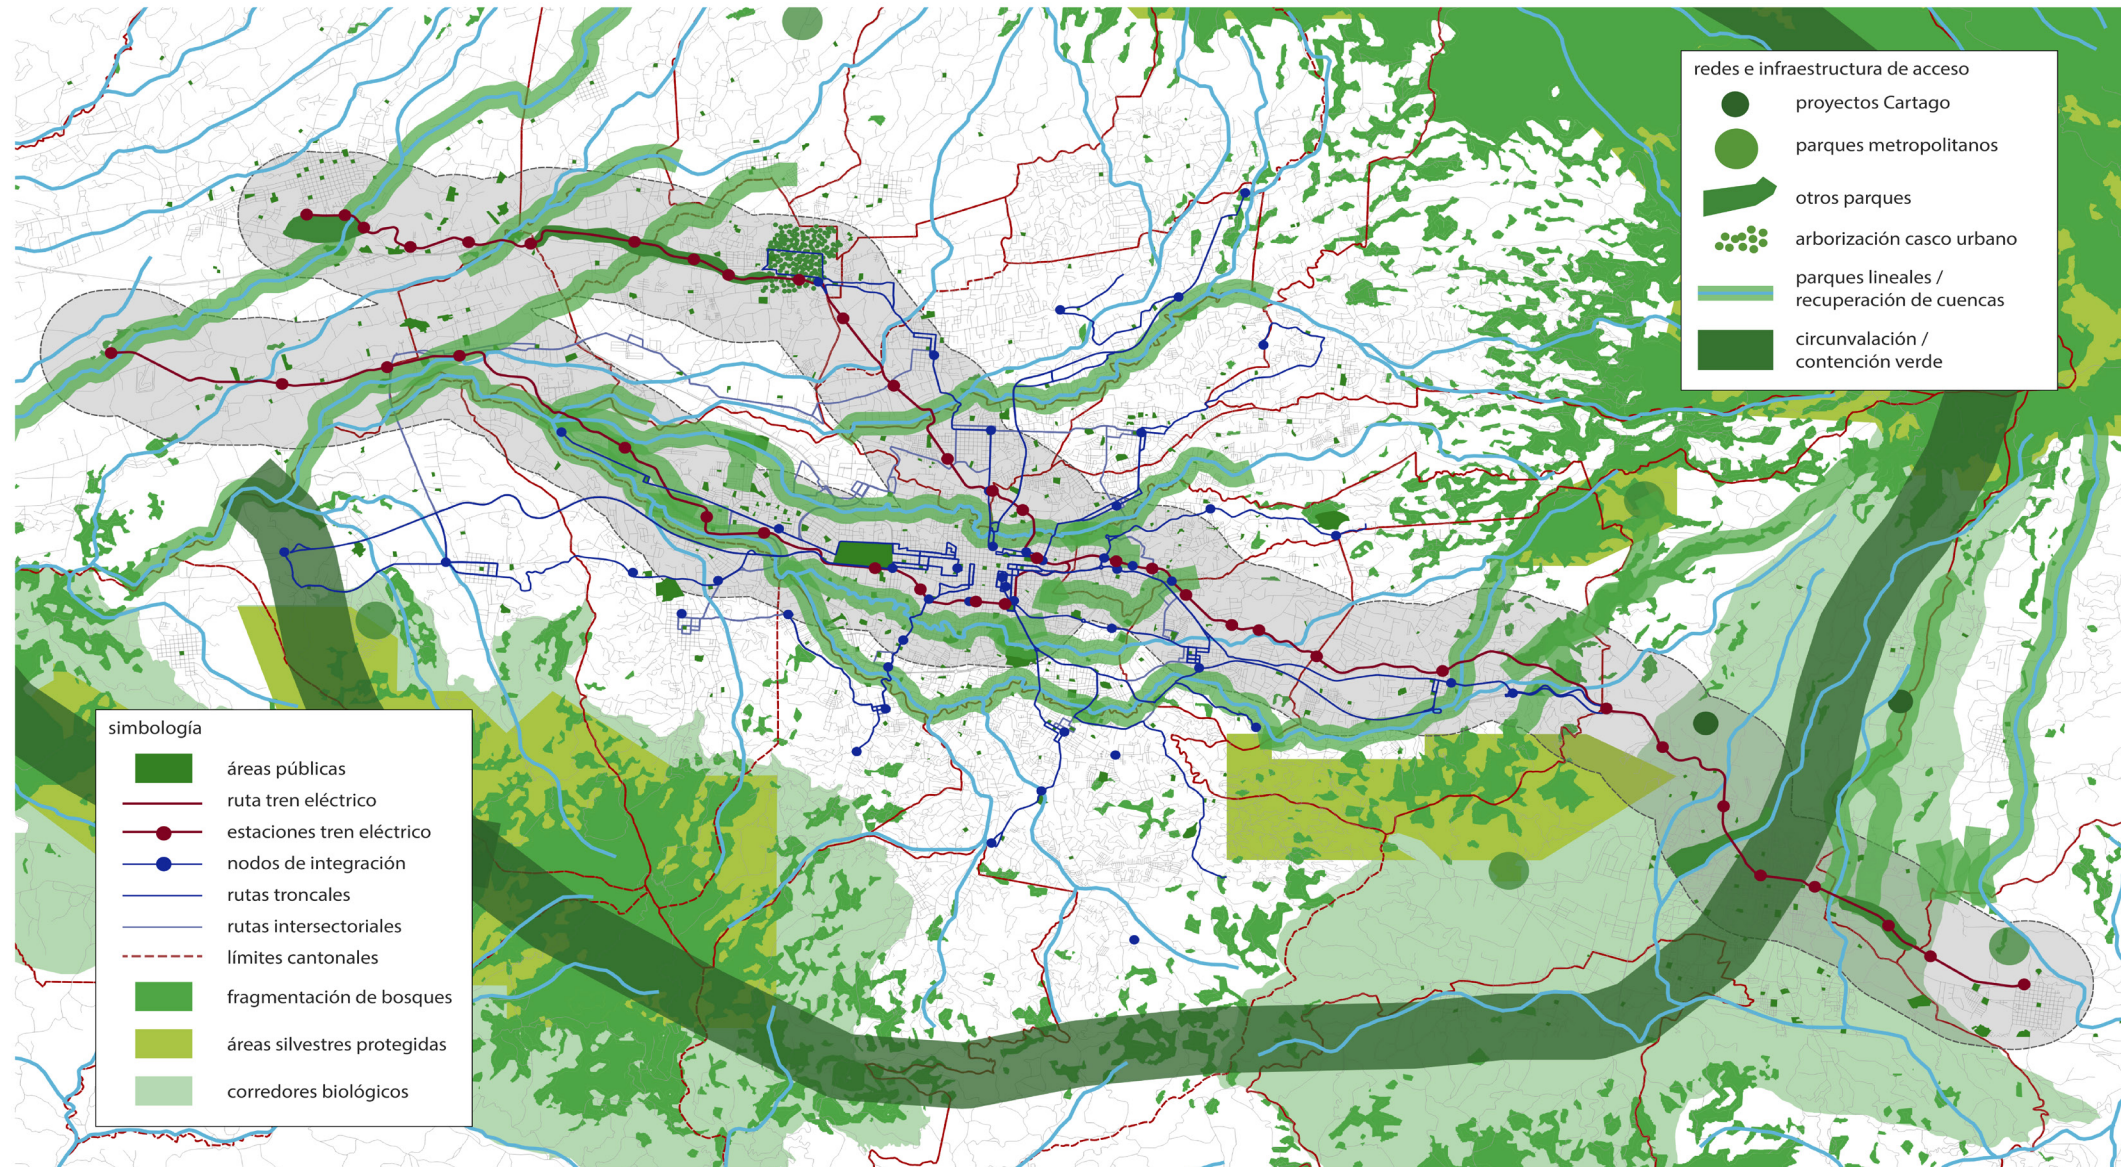 redes e infraestructura de acceso
proyectos Cartago
parques metropolitanos
otros parques
arborización casco urbano
parques lineales /
recuperación de cuencas
circunvalación /
contención verde
simbología
áreas públicas
ruta tren eléctrico
estaciones tren eléctrico
nodos de integración
rutas troncales
rutas intersectoriales
límites cantonales
fragmentación de bosques
áreas silvestres protegidas
corredores biológicos